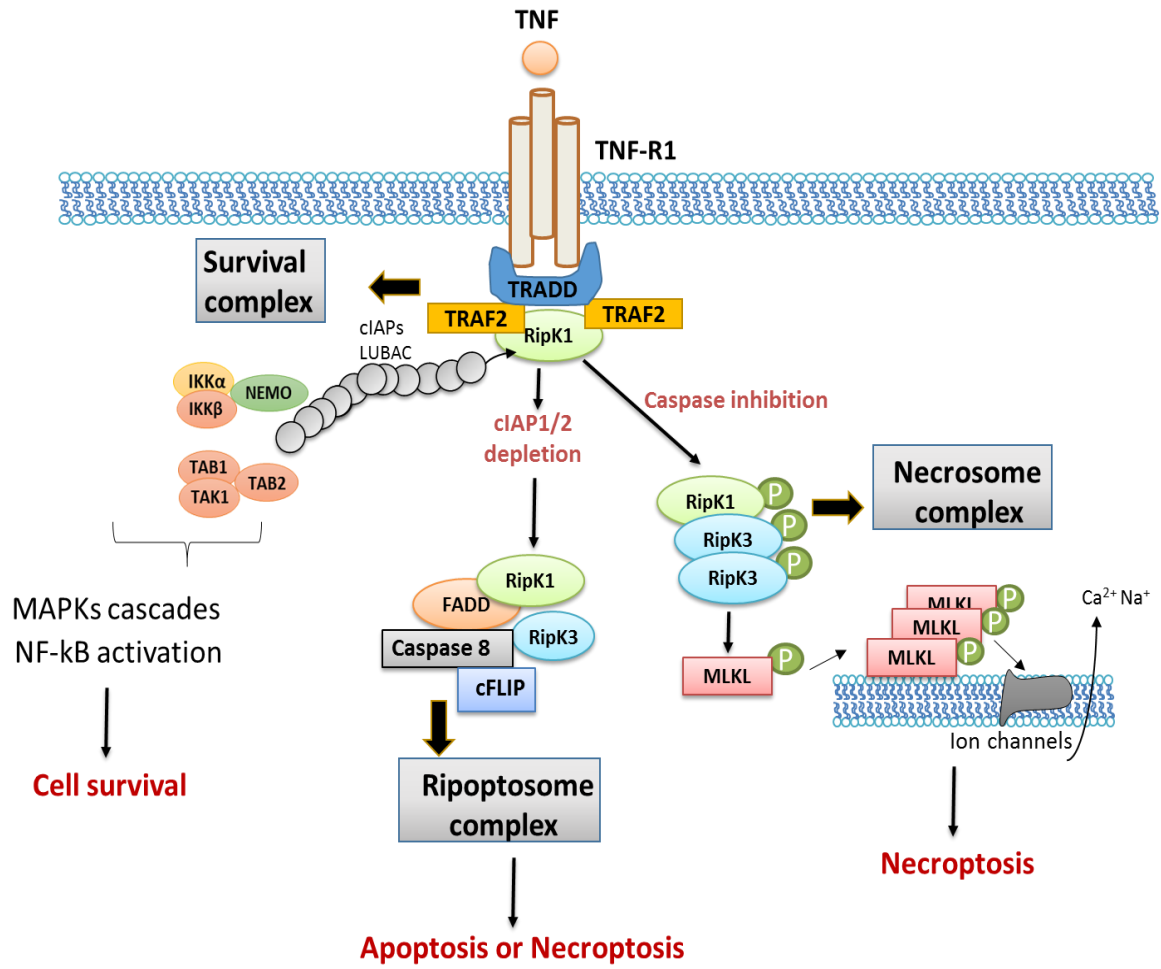 TNF
TNF-R1
Survival
complex
TRADD
TRAF2
TRAF2
RipK1
cIAPs
LUBAC
IKKα
IKKβ
NEMO
TAB1
TAK1
TAB2
MAPKs cascades
NF-kB activation
Cell survival
cIAP1/2
depletion
RipK1
FADD
RipK3
Caspase 8
cFLIP
Ripoptosome
complex
Apoptosis or Necroptosis
Caspase inhibition
RipK1
P
RipK3
P
RipK3
P
Necrosome
complex
MLKL
P
MLKL
P
MLKL
P
MLKL
P
Ca²⁺ Na⁺
Ion channels
Necroptosis